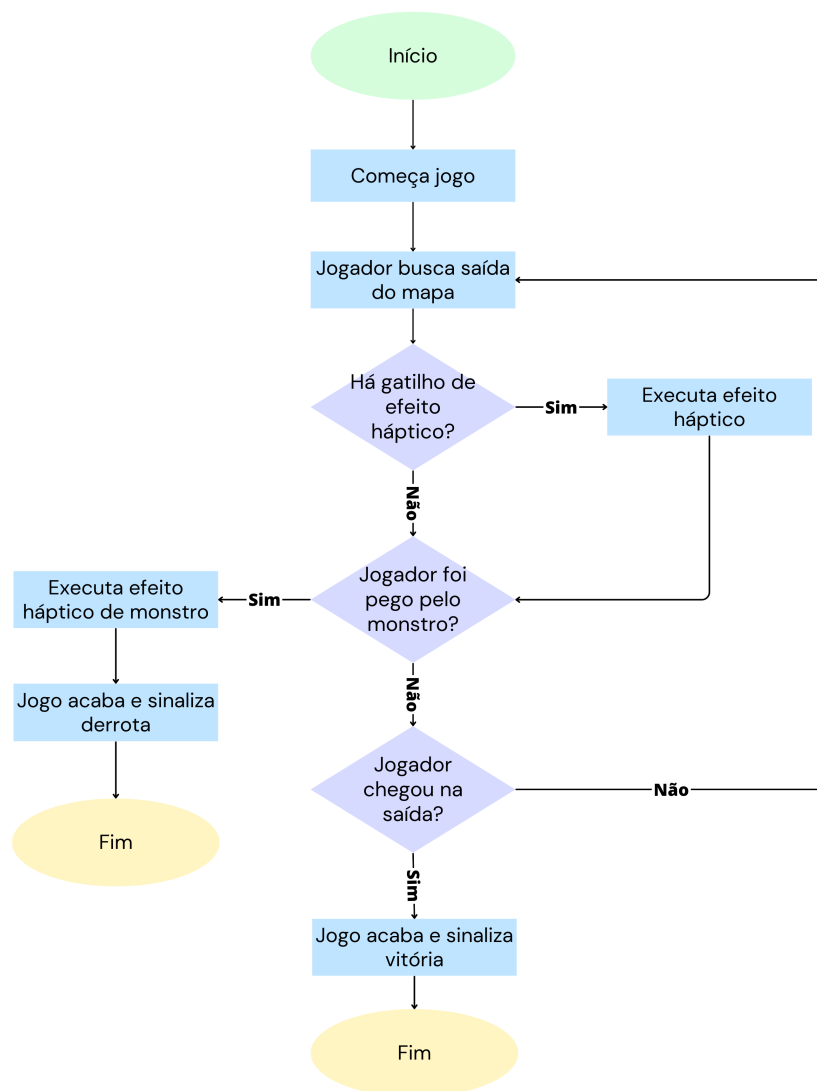 Início
Começa jogo
Jogador busca saída
do mapa
Há gatilho de
efeito
háptico?
Sim
Executa efeito
háptico
Não
Jogador foi
pego pelo
monstro?
Sim
Executa efeito
háptico de monstro
Jogo acaba e sinaliza
derrota
Fim
Não
Jogador
chegou na
saída?
Não
Sim
Jogo acaba e sinaliza
vitória
Fim